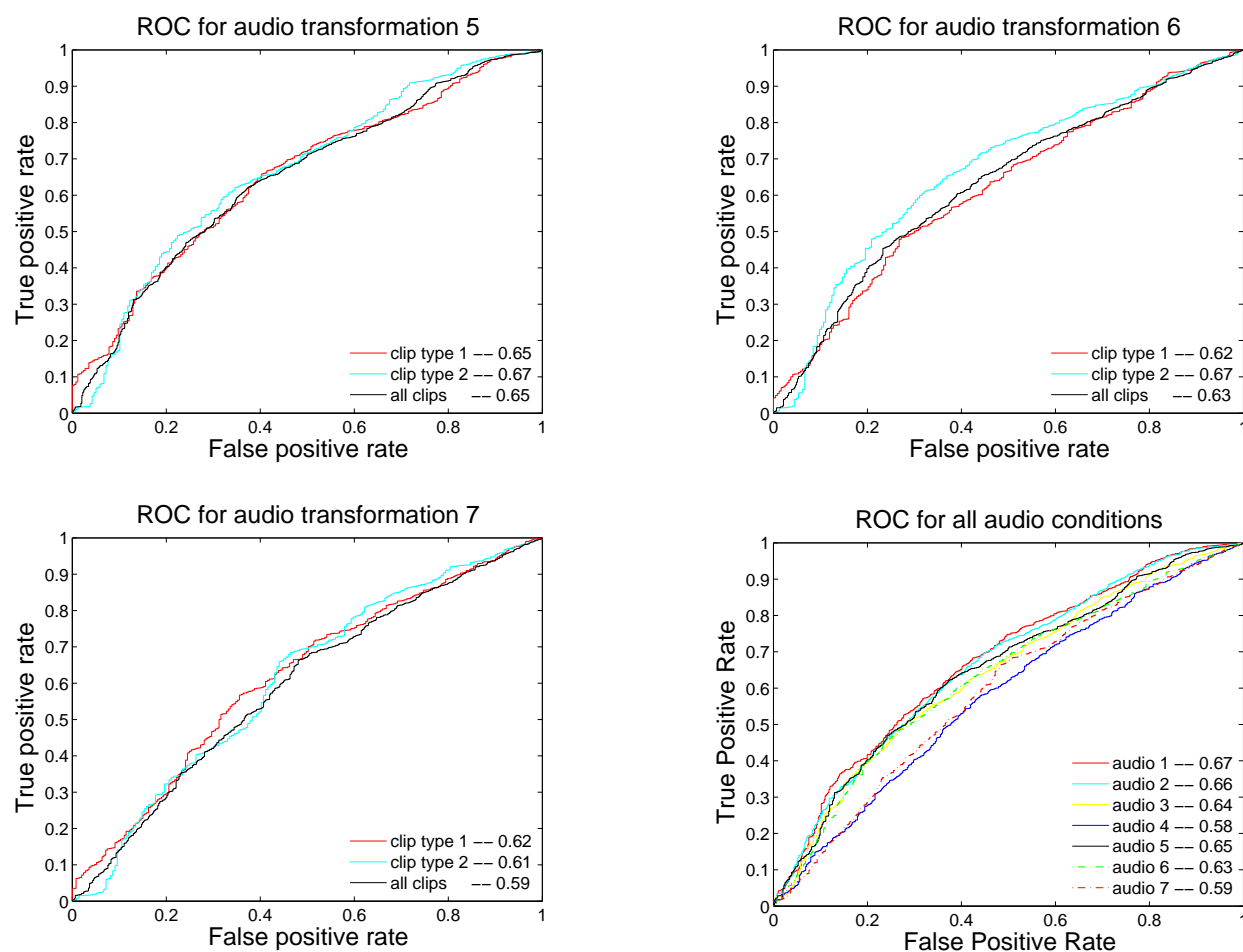 ROC for audio transformation 5
1
0.9
0.8
0.7
0.6
0.5
0.4
0.3
0.2
0.1
0
True positive rate
clip type 1 −− 0.65
clip type 2 −− 0.67
all clips −− 0.65
0 0.2 0.4 0.6 0.8 1
False positive rate
ROC for audio transformation 6
1
0.9
0.8
0.7
0.6
0.5
0.4
0.3
0.2
0.1
0
True positive rate
clip type 1 −− 0.62
clip type 2 −− 0.67
all clips −− 0.63
0 0.2 0.4 0.6 0.8 1
False positive rate
ROC for audio transformation 7
1
0.9
0.8
0.7
0.6
0.5
0.4
0.3
0.2
0.1
0
True positive rate
clip type 1 −− 0.62
clip type 2 −− 0.61
all clips −− 0.59
0 0.2 0.4 0.6 0.8 1
False positive rate
ROC for all audio conditions
1
0.9
0.8
0.7
0.6
0.5
0.4
0.3
0.2
0.1
0
True Positive Rate
audio 1 −− 0.67
audio 2 −− 0.66
audio 3 −− 0.64
audio 4 −− 0.58
audio 5 −− 0.65
audio 6 −− 0.63
audio 7 −− 0.59
0 0.2 0.4 0.6 0.8 1
False Positive Rate